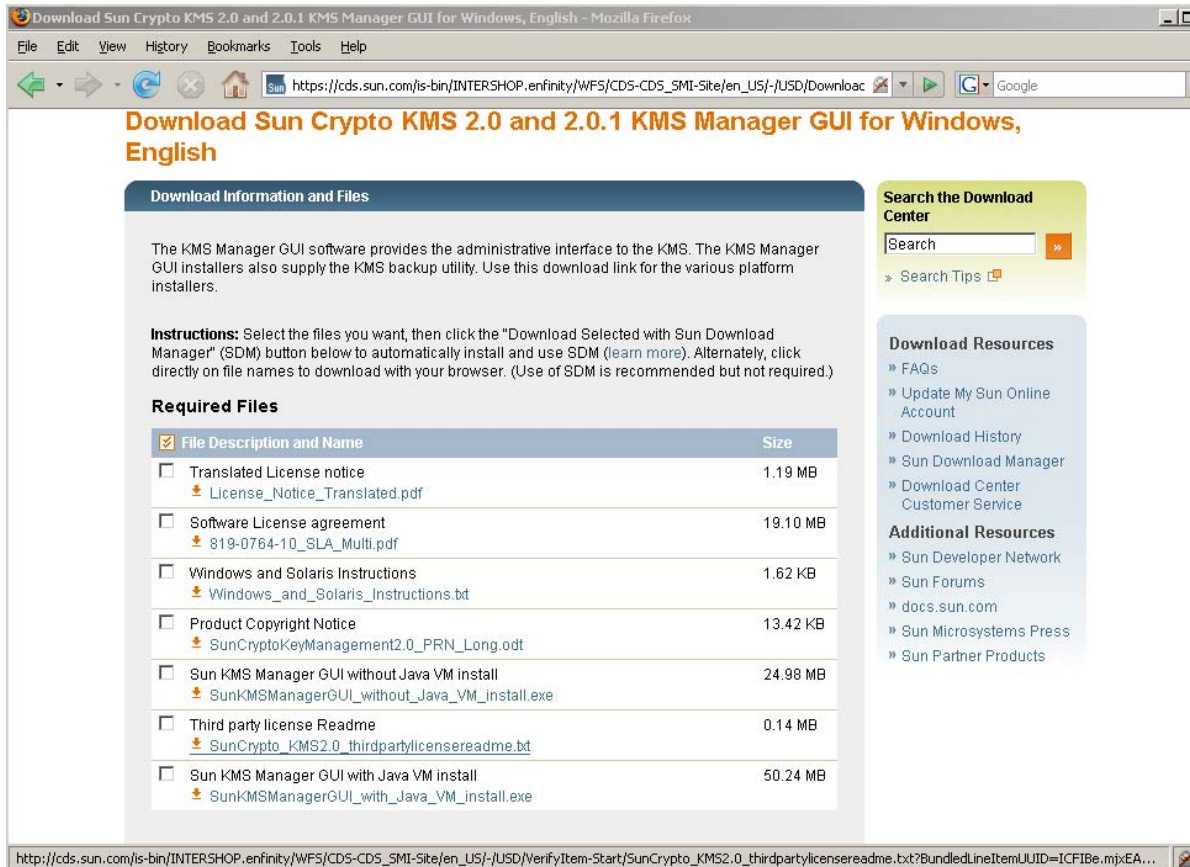 Download Sun Crypto KMS 2.0 and 2.0.1 KMS Manager GUI for Windows, English - Mozilla Firefox
File Edit View History Bookmarks Tools Help
Sun https://cds.sun.com/is-bin/INTERSHOP.enfinity/WFS/CDS-CDS_SMI-Site/en_US/-/USD/Downloac G Google
Download Sun Crypto KMS 2.0 and 2.0.1 KMS Manager GUI for Windows,
English
Download Information and Files
The KMS Manager GUI software provides the administrative interface to the KMS. The KMS Manager
GUI installers also supply the KMS backup utility. Use this download link for the various platform
installers.
Instructions: Select the files you want, then click the "Download Selected with Sun Download
Manager" (SDM) button below to automatically install and use SDM (learn more). Alternately, click
directly on file names to download with your browser. (Use of SDM is recommended but not required.)
Required Files
File Description and Name Size
Translated License notice 1.19 MB
License_Notice_Translated.pdf
Software License agreement 19.10 MB
819-0764-10_SLA_Multi.pdf
Windows and Solaris Instructions 1.62 KB
Windows_and_Solaris_Instructions.txt
Product Copyright Notice 13.42 KB
SunCryptoKeyManagement2.0_PRN_Long.odt
Sun KMS Manager GUI without Java VM install 24.98 MB
SunKMSManagerGUI_without_Java_VM_install.exe
Third party license Readme 0.14 MB
SunCrypto_KMS2.0_thirdpartylicensereadme.txt
Sun KMS Manager GUI with Java VM install 50.24 MB
SunKMSManagerGUI_with_Java_VM_install.exe
Search the Download
Center
Search »
» Search Tips
Download Resources
» FAQs
» Update My Sun Online
Account
» Download History
» Sun Download Manager
» Download Center
Customer Service
Additional Resources
» Sun Developer Network
» Sun Forums
» docs.sun.com
» Sun Microsystems Press
» Sun Partner Products
http://cds.sun.com/is-bin/INTERSHOP.enfinity/WFS/CDS-CDS_SMI-Site/en_US/-/USD/VerifyItem-Start/SunCrypto_KMS2.0_thirdpartylicensereadme.txt?BundledLineItemUUID=ICFIBe.mjxEA...